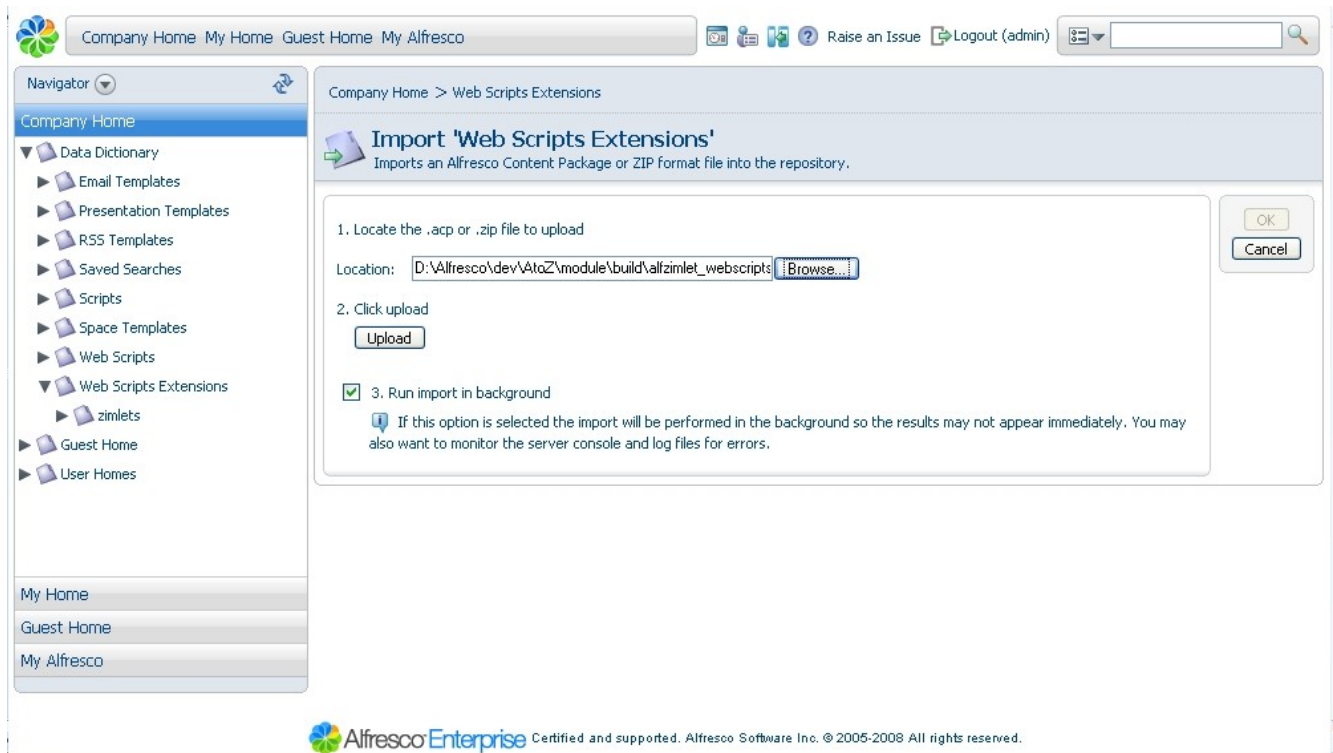 Company Home My Home Guest Home My Alfresco
Raise an Issue Logout (admin)
Navigator
Company Home
Data Dictionary
Email Templates
Presentation Templates
RSS Templates
Saved Searches
Scripts
Space Templates
Web Scripts
Web Scripts Extensions
zimlets
Guest Home
User Homes
My Home
Guest Home
My Alfresco
Company Home > Web Scripts Extensions
Import 'Web Scripts Extensions'
Imports an Alfresco Content Package or ZIP format file into the repository.
1. Locate the .acp or .zip file to upload
Location: D:\Alfresco\dev\AtoZ\module\build\alfzimlet_webscripts Browse...
2. Click upload
Upload
3. Run import in background
If this option is selected the import will be performed in the background so the results may not appear immediately. You may
also want to monitor the server console and log files for errors.
OK
Cancel
Alfresco Enterprise Certified and supported. Alfresco Software Inc. © 2005-2008 All rights reserved.